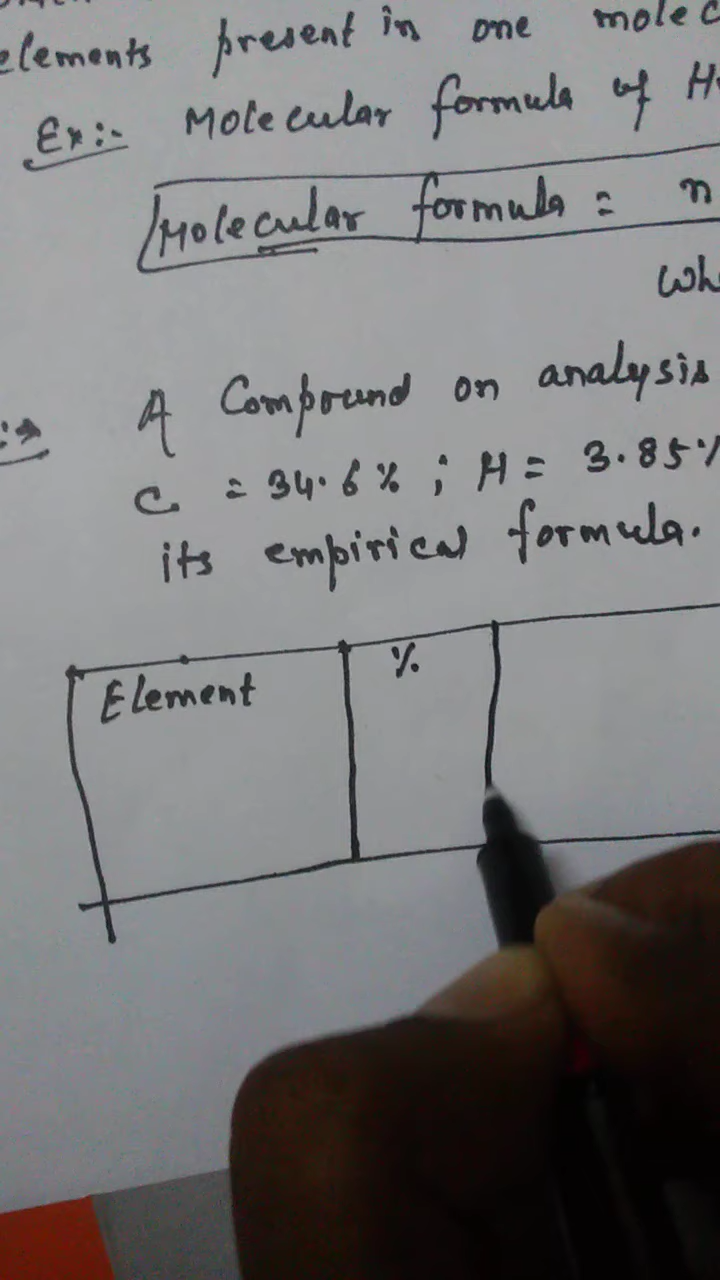 elements present in one molec
Ex:- Molecular formula of H
Molecular formula = n
Whe
A Compound on analysis
C = 34.6% ; H = 3.85%
its empirical formula.
Element %